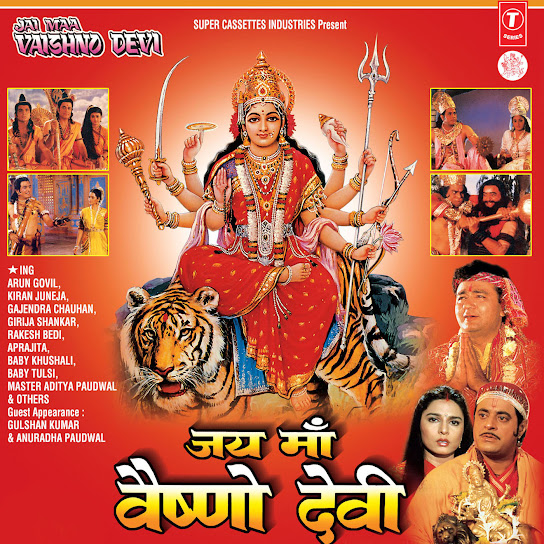 JAI MAA
VAISHNO DEVI
SUPER CASSETTES INDUSTRIES Present
T
SERIES
★ING
ARUN GOVIL,
KIRAN JUNEJA,
GAJENDRA CHAUHAN,
GIRIJA SHANKAR,
RAKESH BEDI,
APRAJITA,
BABY KHUSHALI,
BABY TULSI,
MASTER ADITYA PAUDWAL
& OTHERS
Guest Appearance :
GULSHAN KUMAR
& ANURADHA PAUDWAL
जय माँ
वैष्णो देवी